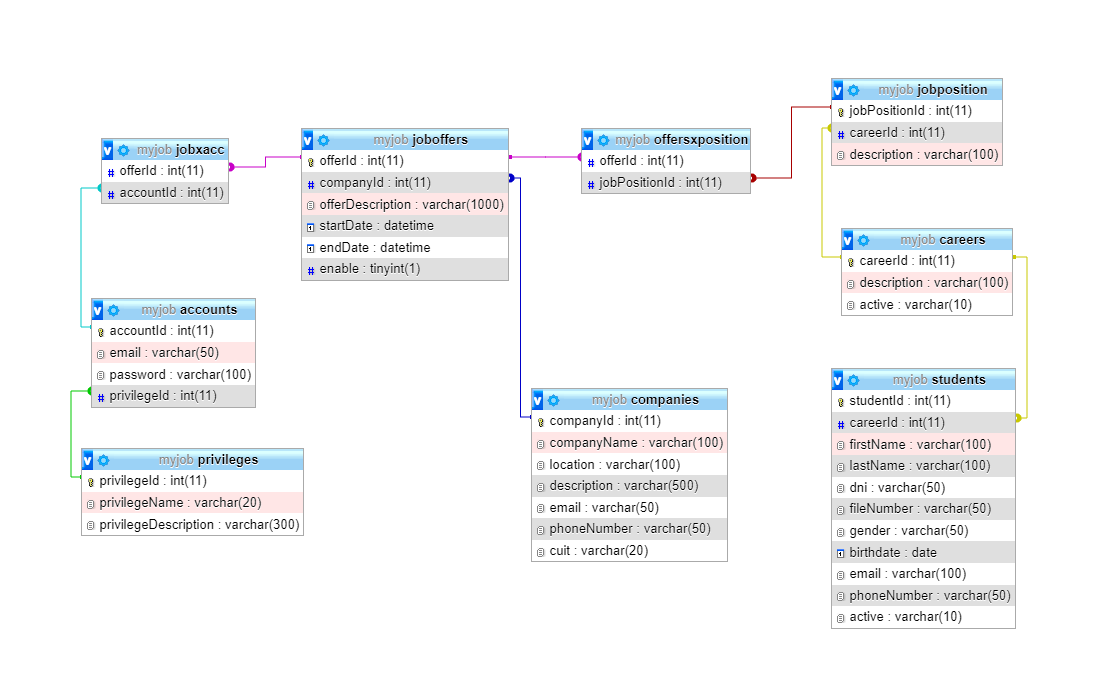 myjob jobxacc
offerId : int(11)
accountId : int(11)
myjob joboffers
offerId : int(11)
companyId : int(11)
offerDescription : varchar(1000)
startDate : datetime
endDate : datetime
enable : tinyint(1)
myjob offersxposition
offerId : int(11)
jobPositionId : int(11)
myjob jobposition
jobPositionId : int(11)
careerId : int(11)
description : varchar(100)
myjob careers
careerId : int(11)
description : varchar(100)
active : varchar(10)
myjob accounts
accountId : int(11)
email : varchar(50)
password : varchar(100)
privilegeId : int(11)
myjob privileges
privilegeId : int(11)
privilegeName : varchar(20)
privilegeDescription : varchar(300)
myjob companies
companyId : int(11)
companyName : varchar(100)
location : varchar(100)
description : varchar(500)
email : varchar(50)
phoneNumber : varchar(50)
cuit : varchar(20)
myjob students
studentId : int(11)
careerId : int(11)
firstName : varchar(100)
lastName : varchar(100)
dni : varchar(50)
fileNumber : varchar(50)
gender : varchar(50)
birthdate : date
email : varchar(100)
phoneNumber : varchar(50)
active : varchar(10)